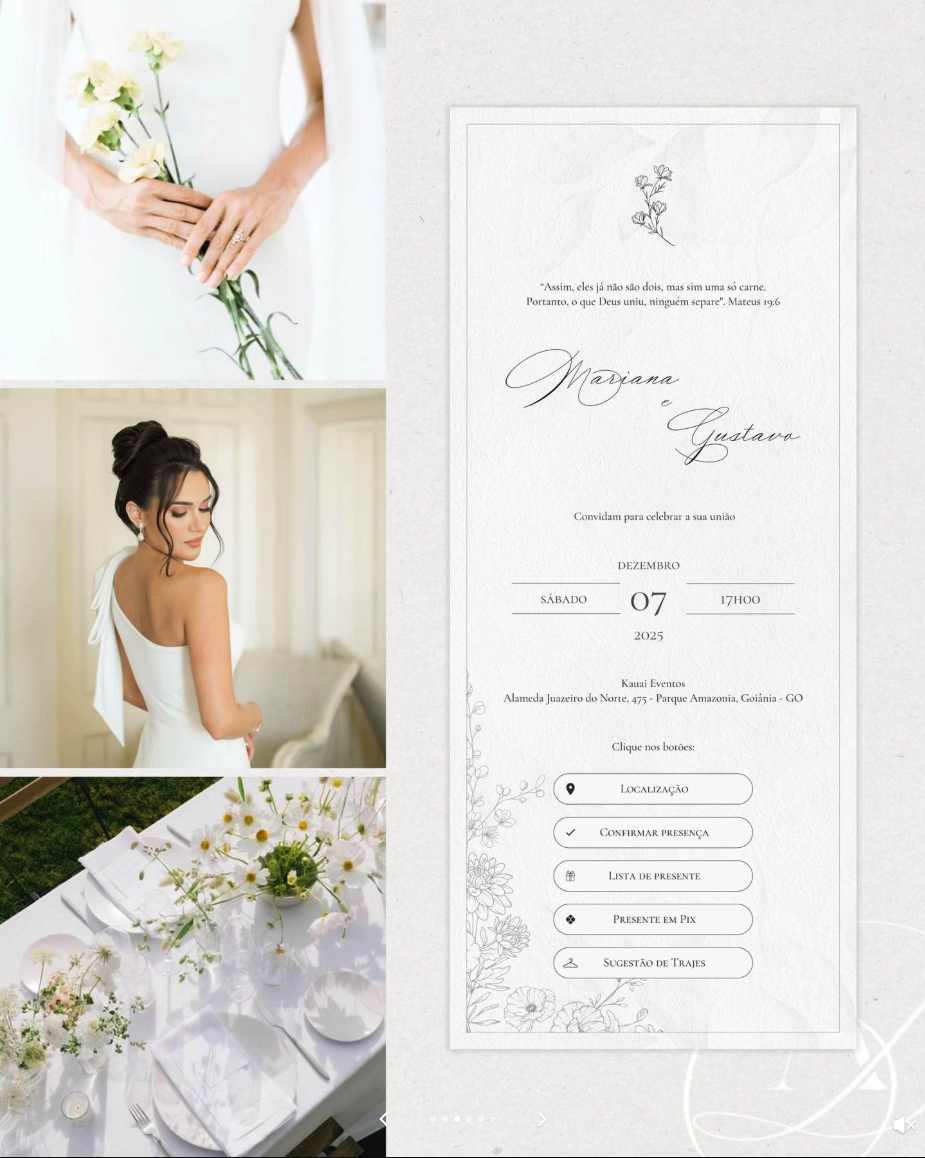 “Assim, eles já não são dois, mas sim uma só carne.
Portanto, o que Deus uniu, ninguém separe". Mateus 19:6
Mariana
e
Gustavo
Convidam para celebrar a sua união
DEZEMBRO
SÁBADO
07
17H00
2025
Kauai Eventos
Alameda Juazeiro do Norte, 475 - Parque Amazonia, Goiânia - GO
Clique nos botões:
Localização
Confirmar presença
Lista de presente
Presente em Pix
Sugestão de Trajes